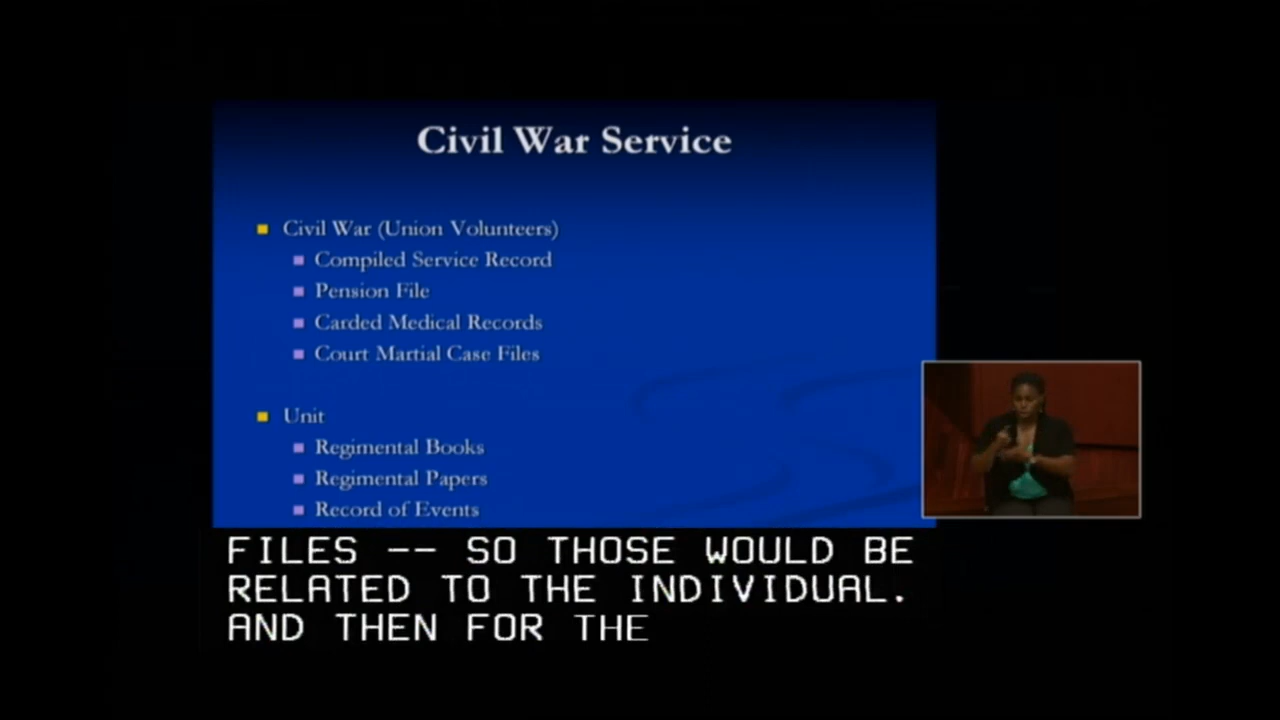 Civil War Service
Civil War (Union Volunteers)
Compiled Service Record
Pension File
Carded Medical Records
Court Martial Case Files
Unit
Regimental Books
Regimental Papers
Record of Events
FILES -- SO THOSE WOULD BE
RELATED TO THE INDIVIDUAL.
AND THEN FOR THE